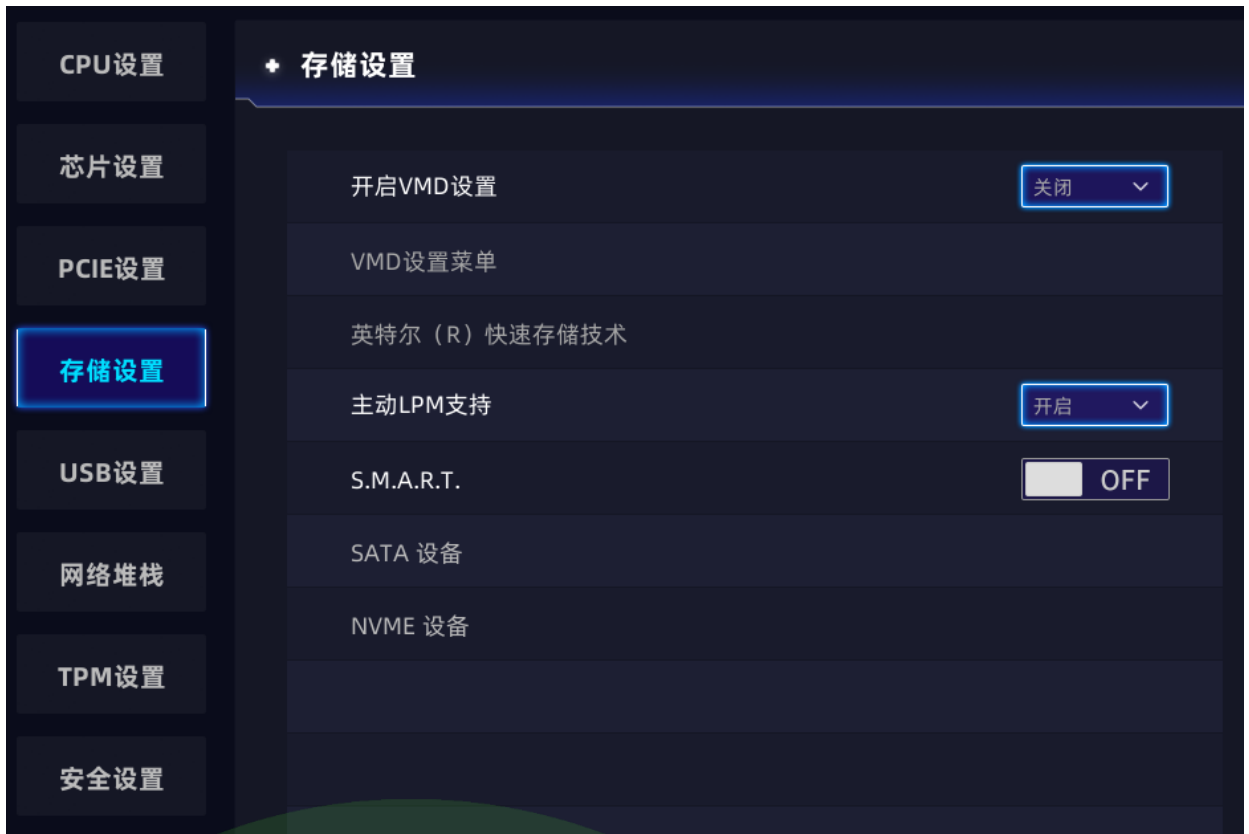 CPU设置
芯片设置
PCIE设置
存储设置
USB设置
网络堆栈
TPM设置
安全设置
存储设置
开启VMD设置 关闭
VMD设置菜单
英特尔（R）快速存储技术
主动LPM支持 开启
S.M.A.R.T. OFF
SATA 设备
NVME 设备